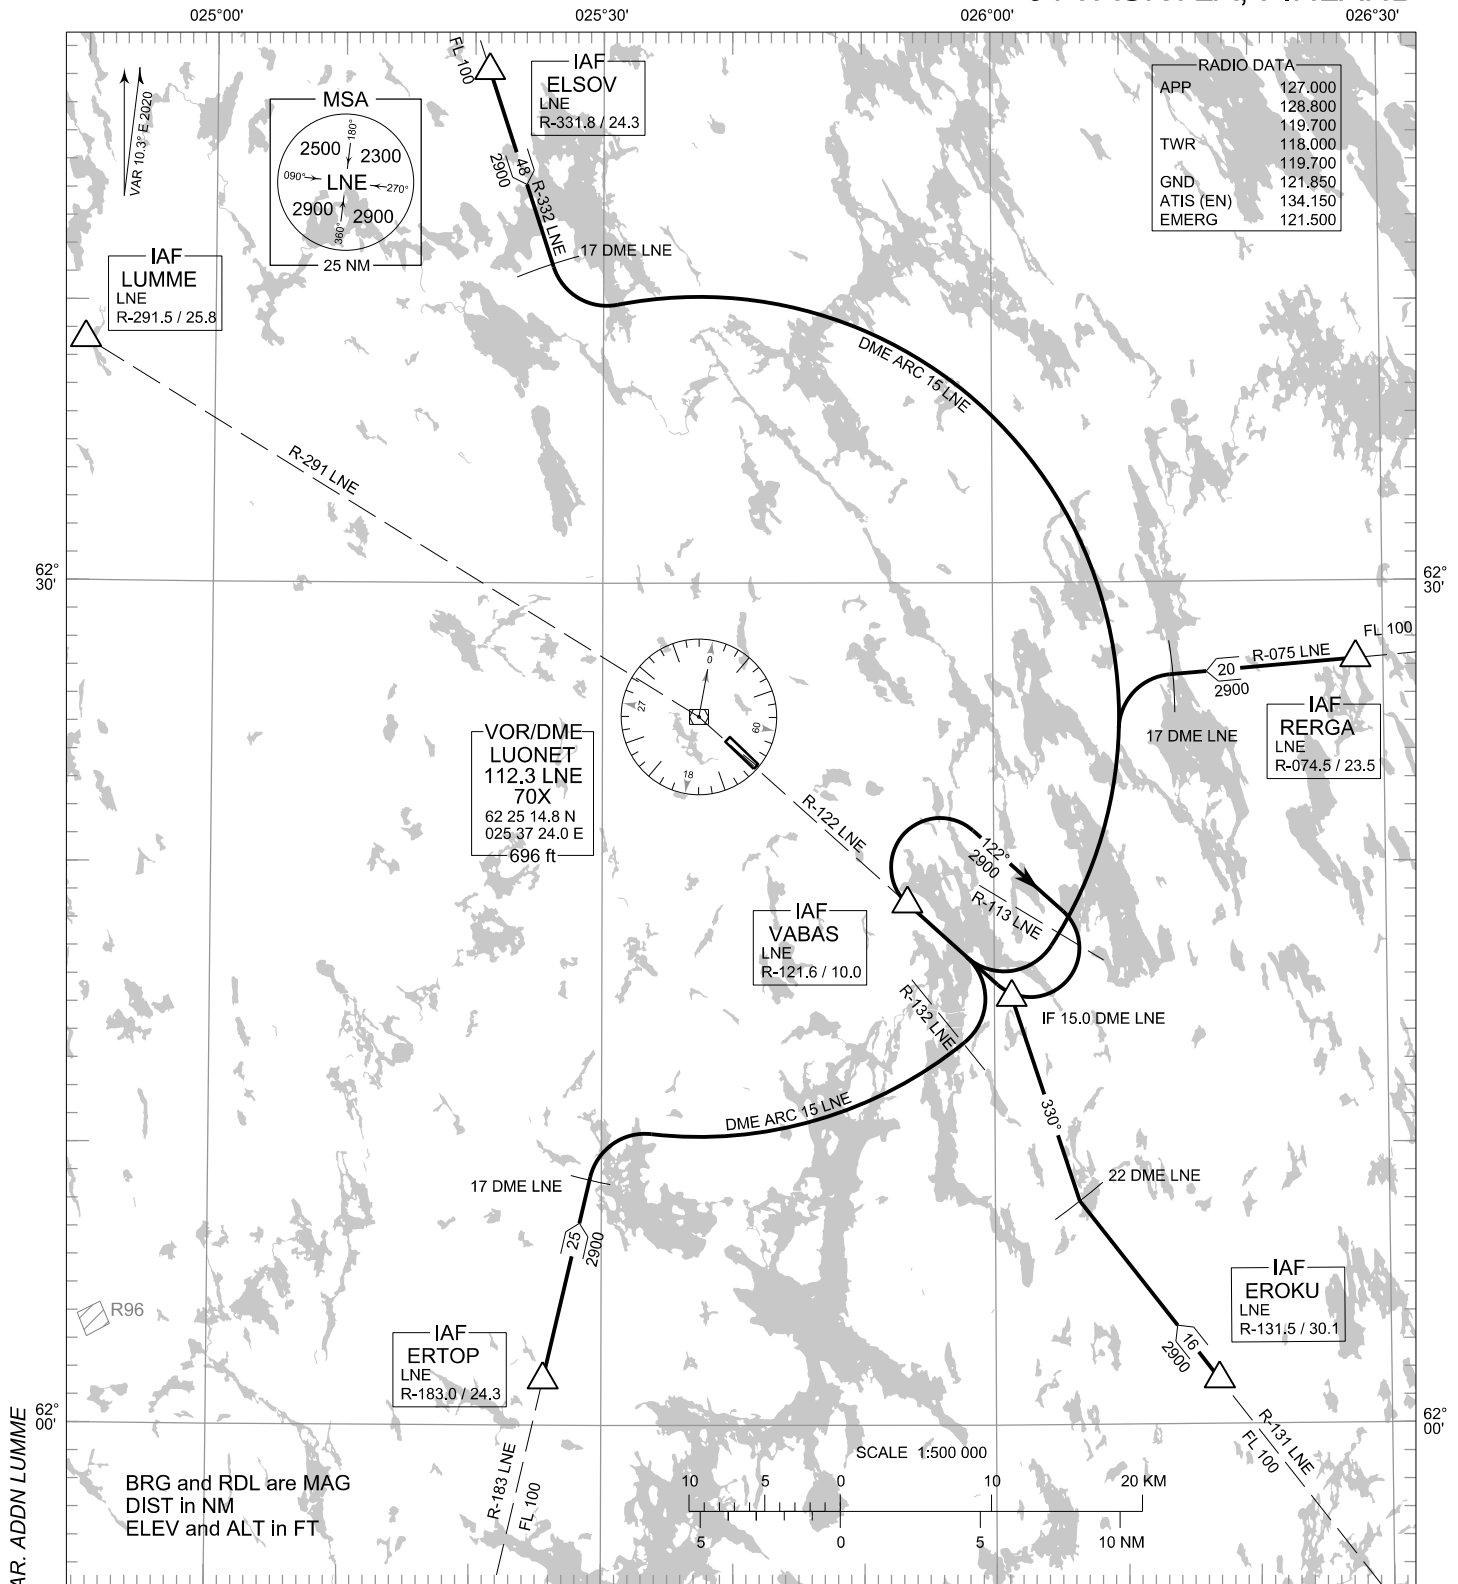 025°00'
025°30'
026°00'
026°30'
FL 100
IAF
ELSOV
LNE
R-331.8 / 24.3
RADIO DATA
APP 127.000
128.800
119.700
TWR 118.000
119.700
GND 121.850
ATIS (EN) 134.150
EMERG 121.500
VAR 10.3° E 2020
MSA
180°
2500
2300
090°
LNE
270°
2900
2900
360°
25 NM
48
2900
R-332 LNE
17 DME LNE
IAF
LUMME
LNE
R-291.5 / 25.8
DME ARC 15 LNE
R-291 LNE
62°
30'
62°
30'
0
27
09
18
VOR/DME
LUONET
112.3 LNE
70X
62 25 14.8 N
025 37 24.0 E
696 ft
FL 100
R-075 LNE
20
2900
17 DME LNE
IAF
RERGA
LNE
R-074.5 / 23.5
R-122 LNE
122°
2900
R-113 LNE
IAF
VABAS
LNE
R-121.6 / 10.0
R-132 LNE
IF 15.0 DME LNE
DME ARC 15 LNE
330°
17 DME LNE
22 DME LNE
25
2900
IAF
EROKU
LNE
R-131.5 / 30.1
16
2900
R96
IAF
ERTOP
LNE
R-183.0 / 24.3
62°
00'
62°
00'
R-131 LNE
FL 100
R-183 LNE
FL 100
SCALE 1:500 000
10 5 0 10 20 KM
5 0 5 10 NM
BRG and RDL are MAG
DIST in NM
ELEV and ALT in FT
AR. ADDN LUMME